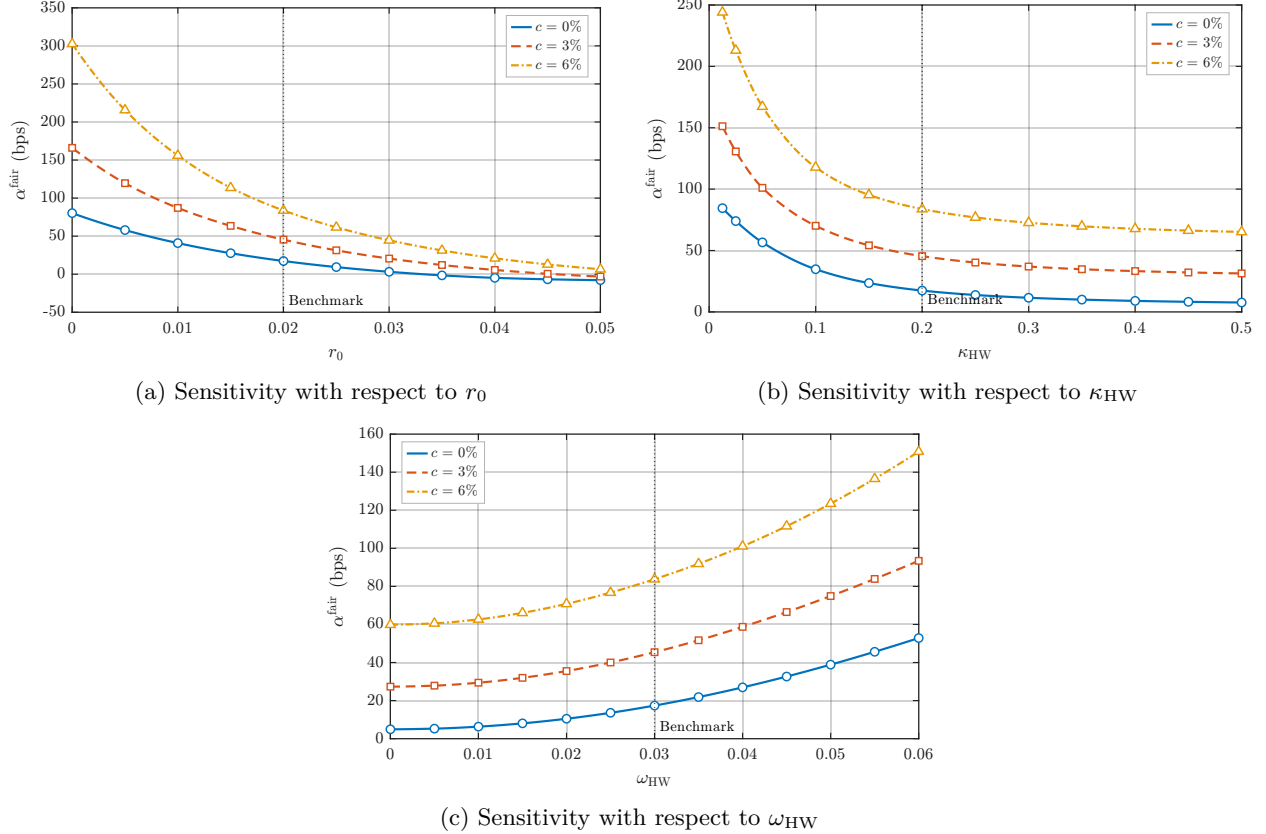 350
300
250
200
150
100
50
0
-50
α^fair (bps)
c = 0%
c = 3%
c = 6%
Benchmark
0 0.01 0.02 0.03 0.04 0.05
r₀
(a) Sensitivity with respect to r₀
250
200
150
100
50
0
α^fair (bps)
c = 0%
c = 3%
c = 6%
Benchmark
0 0.1 0.2 0.3 0.4 0.5
κ_HW
(b) Sensitivity with respect to κ_HW
160
140
120
100
80
60
40
20
0
α^fair (bps)
c = 0%
c = 3%
c = 6%
Benchmark
0 0.01 0.02 0.03 0.04 0.05 0.06
ω_HW
(c) Sensitivity with respect to ω_HW